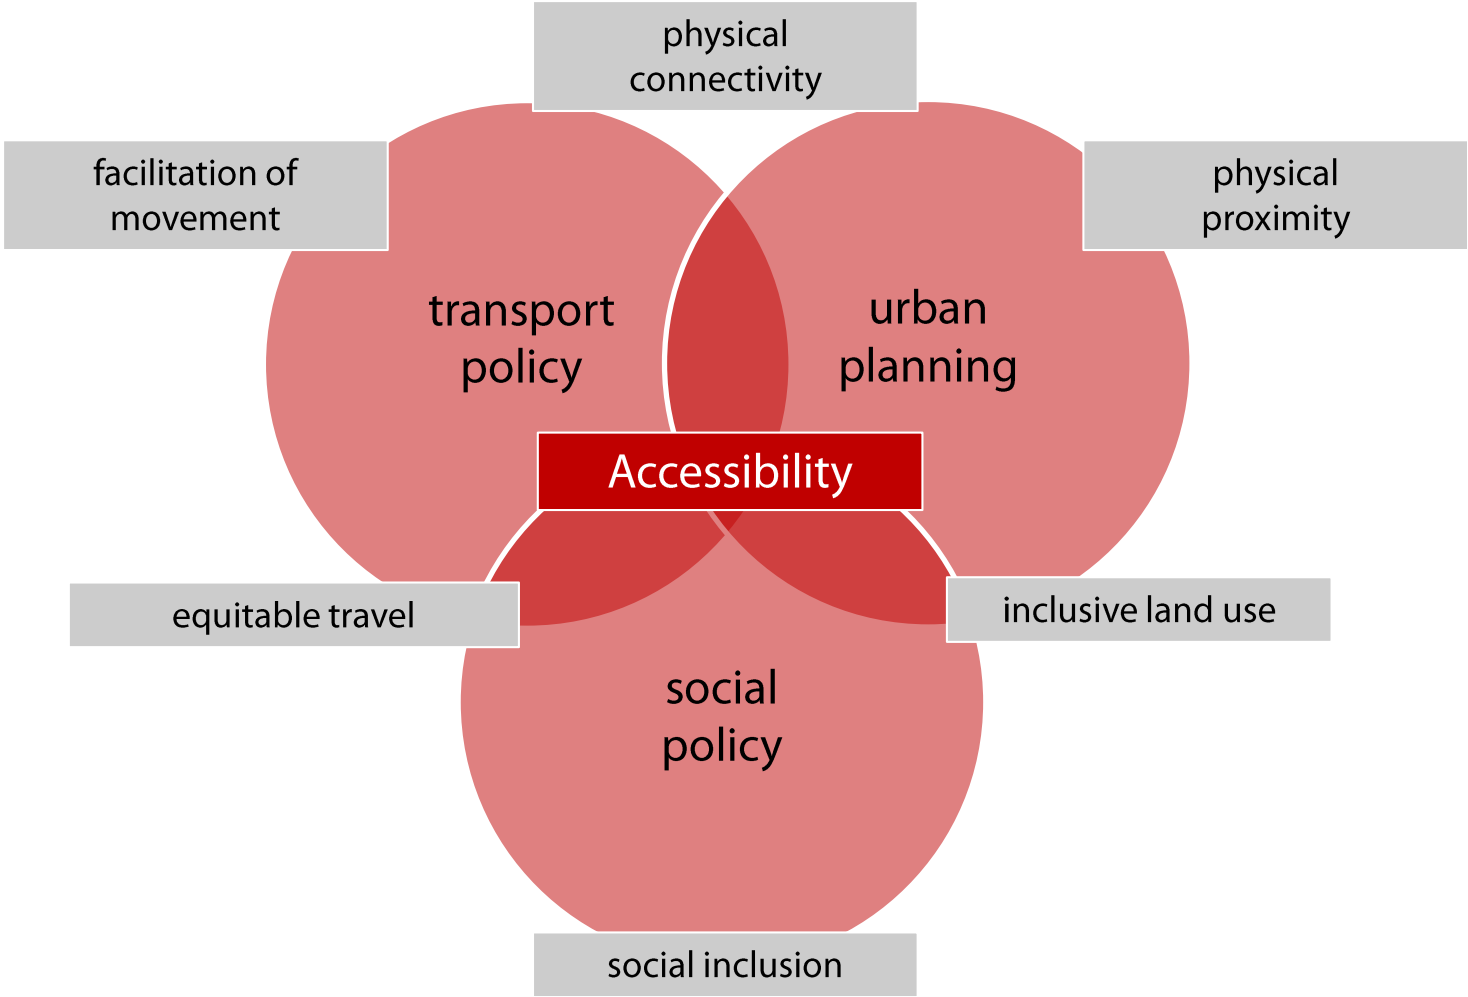 physical
connectivity
facilitation of
movement
physical
proximity
transport
policy
urban
planning
Accessibility
equitable travel
inclusive land use
social
policy
social inclusion